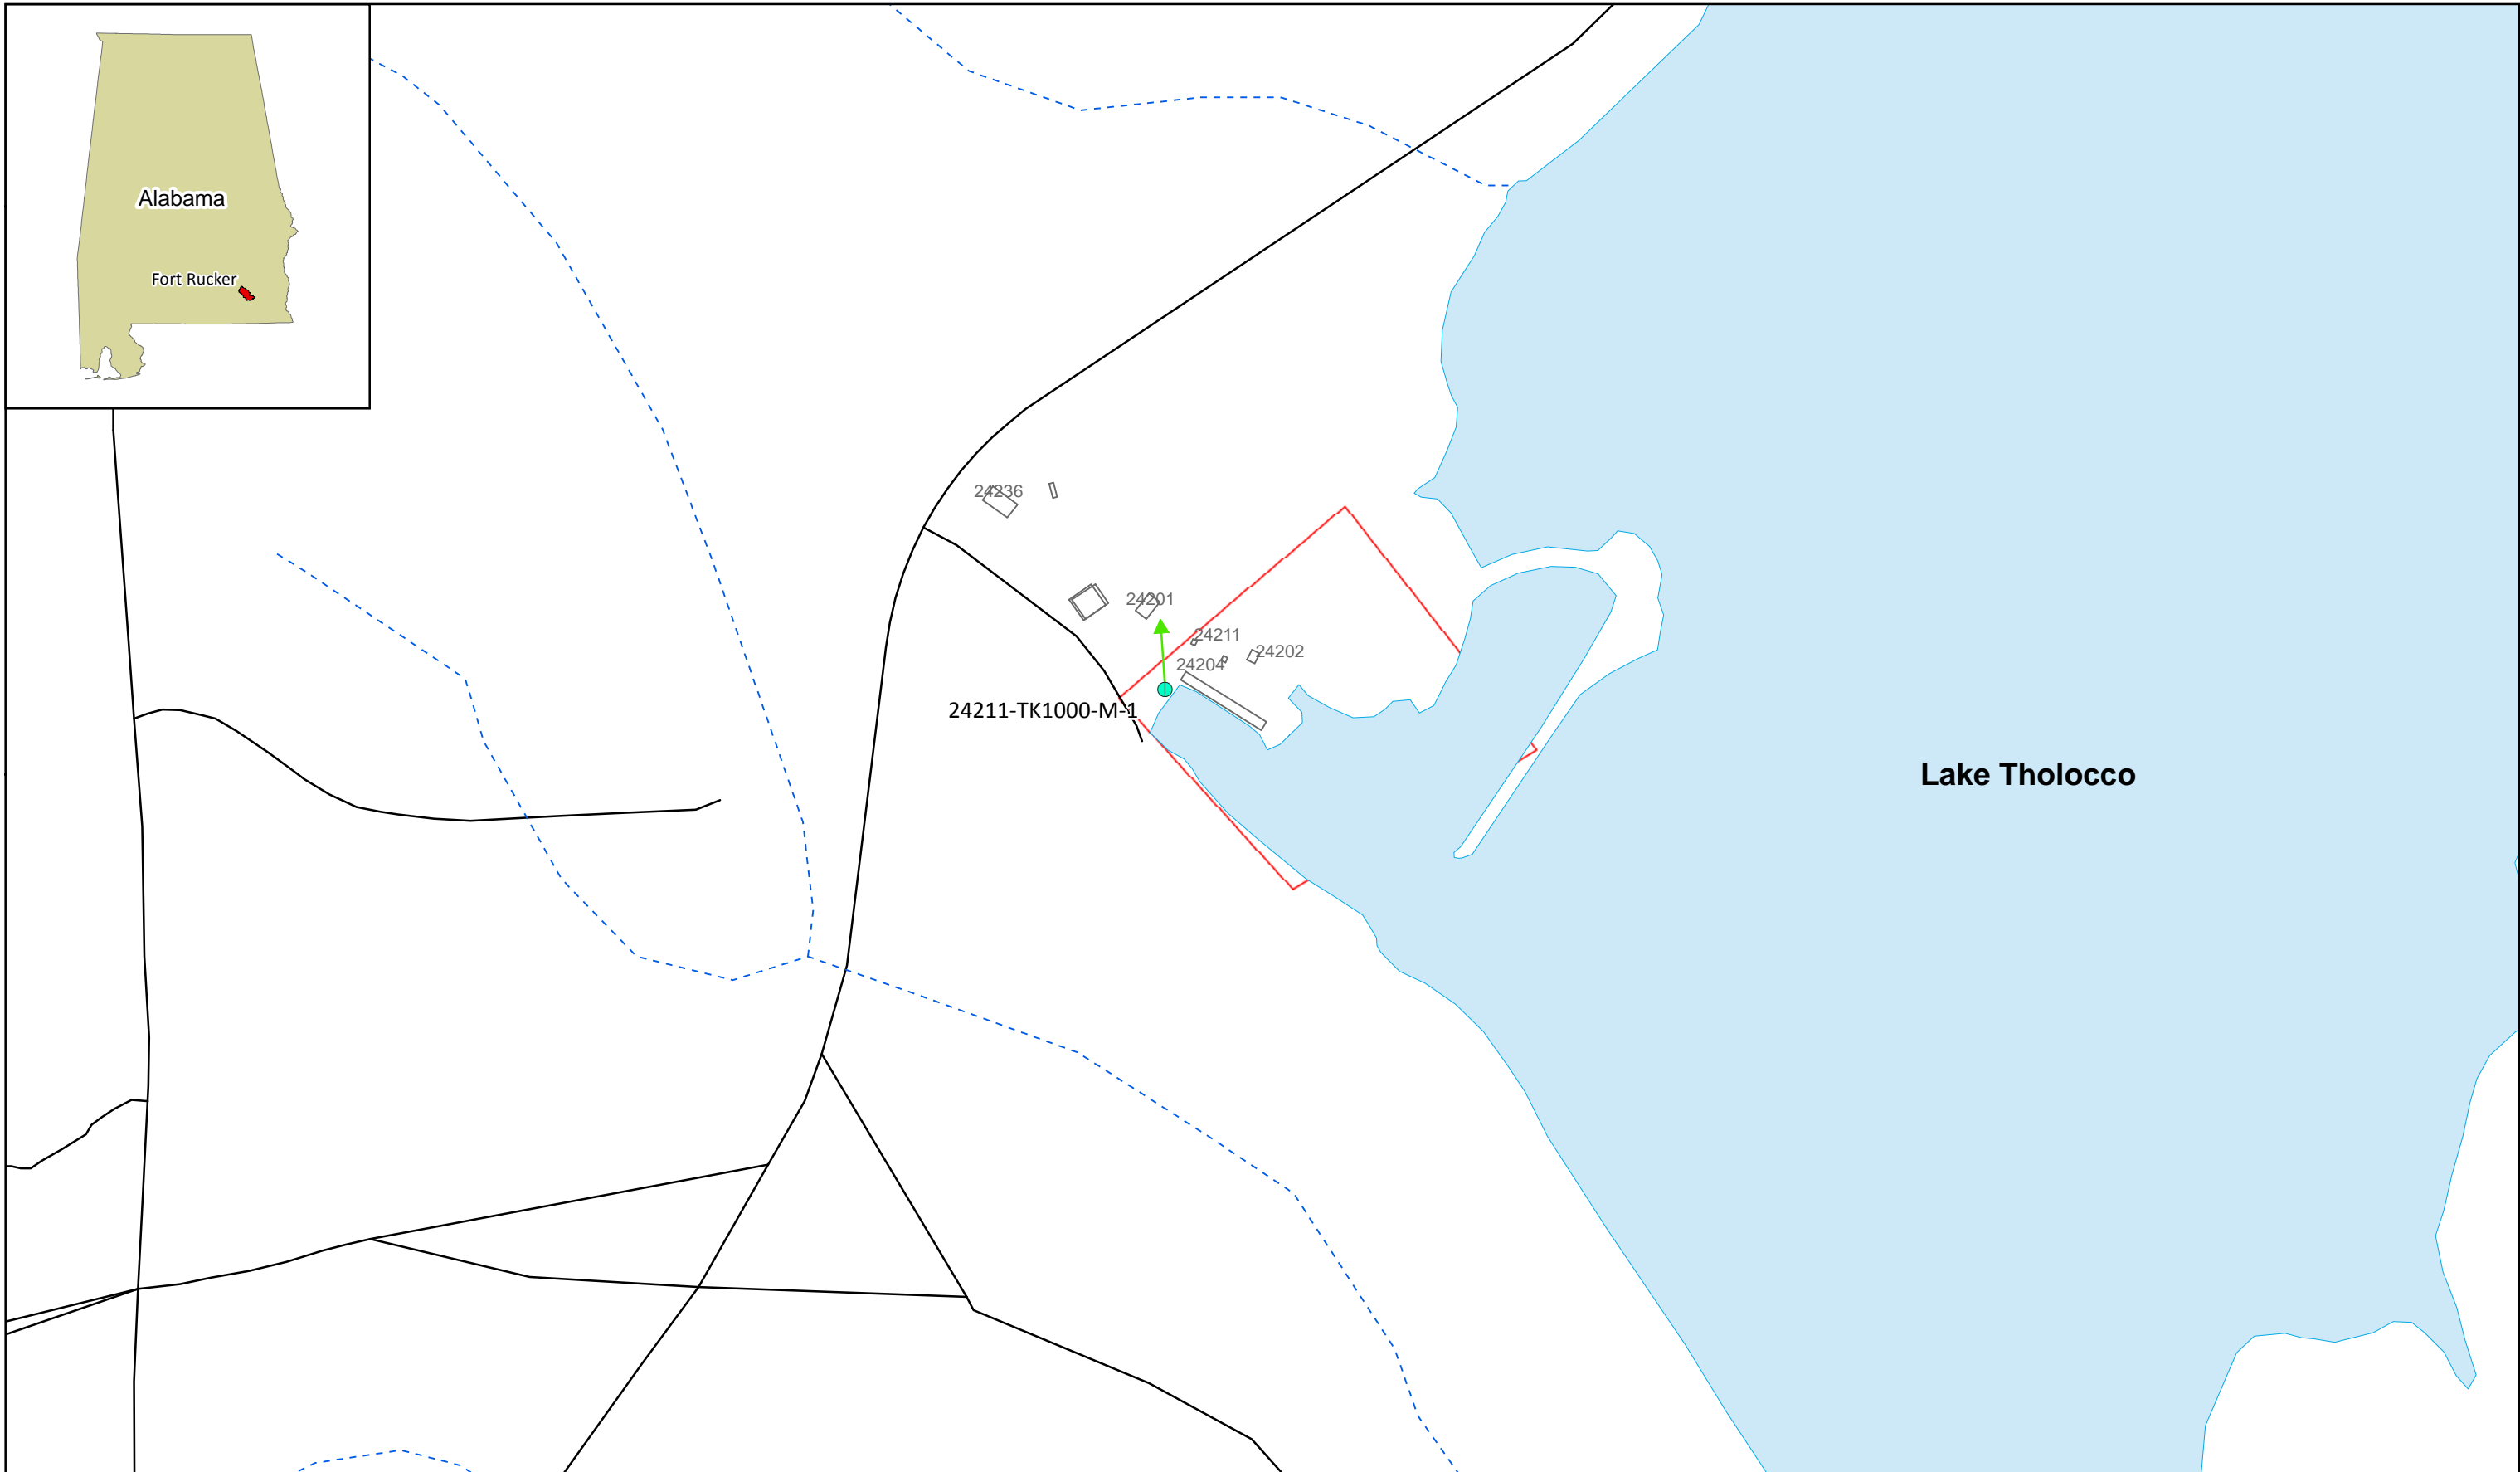 Alabama
Fort Rucker
24236
24201
24211
24202
24204
24211-TK1000-M-1
Lake Tholocco